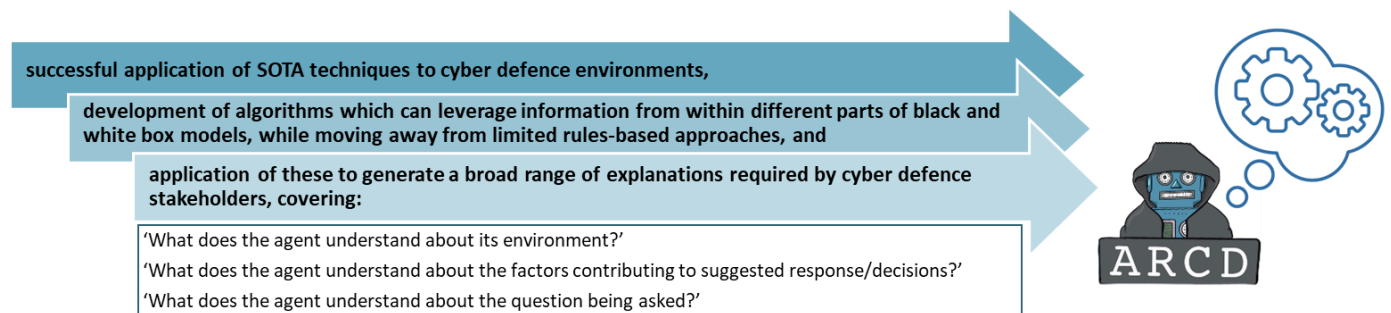 successful application of SOTA techniques to cyber defence environments,
development of algorithms which can leverage information from within different parts of black and
white box models, while moving away from limited rules-based approaches, and
application of these to generate a broad range of explanations required by cyber defence
stakeholders, covering:
‘What does the agent understand about its environment?’
‘What does the agent understand about the factors contributing to suggested response/decisions?’
‘What does the agent understand about the question being asked?’
ARCD